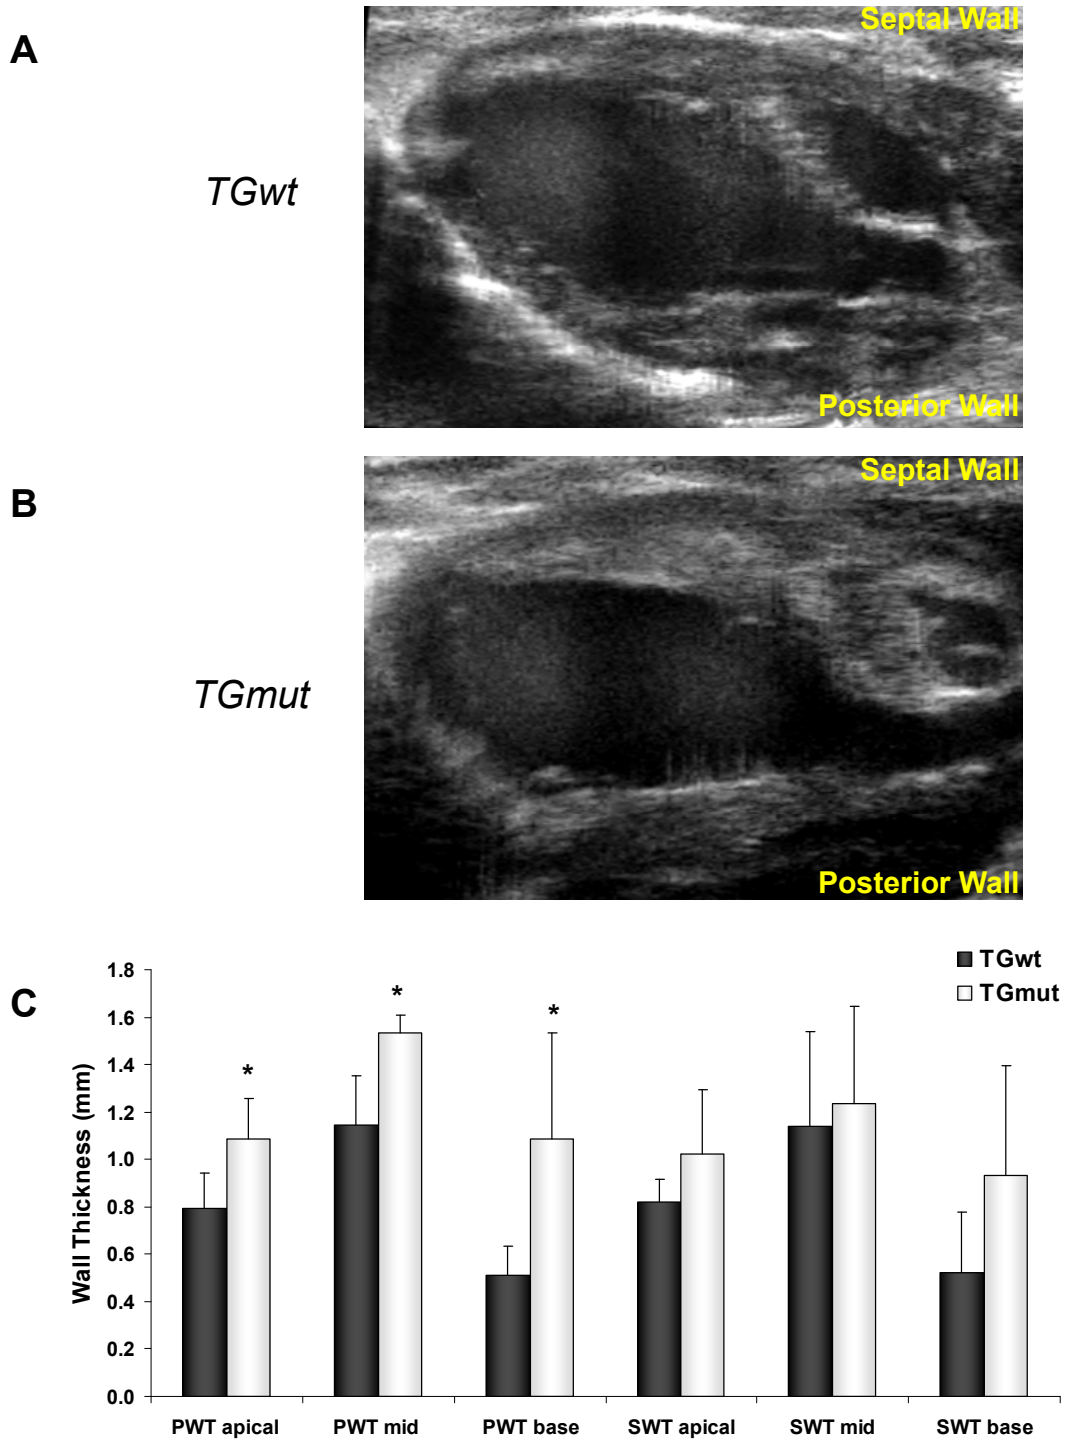 A
Septal Wall
TGwt
Posterior Wall
B
Septal Wall
TGmut
Posterior Wall
C
TGwt
TGmut
Wall Thickness (mm)
1.8
1.6
1.4
1.2
1.0
0.8
0.6
0.4
0.2
0.0
* * *
PWT apical PWT mid PWT base SWT apical SWT mid SWT base